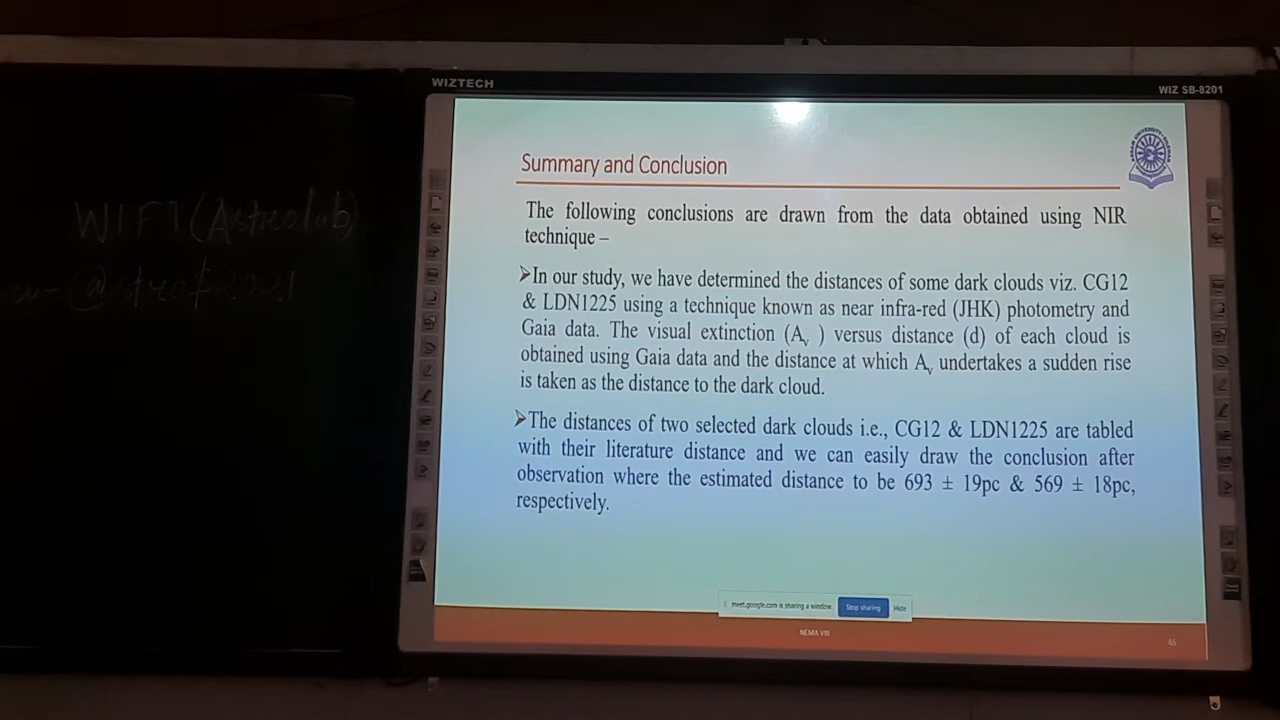 WIZTECH
WIZ SB-8201
WIFI (Astrolab)
Summary and Conclusion
The following conclusions are drawn from the data obtained using NIR
technique –
➢In our study, we have determined the distances of some dark clouds viz. CG12
& LDN1225 using a technique known as near infra-red (JHK) photometry and
Gaia data. The visual extinction (Av ) versus distance (d) of each cloud is
obtained using Gaia data and the distance at which Av undertakes a sudden rise
is taken as the distance to the dark cloud.
➢The distances of two selected dark clouds i.e., CG12 & LDN1225 are tabled
with their literature distance and we can easily draw the conclusion after
observation where the estimated distance to be 693 ± 19pc & 569 ± 18pc,
respectively.
meet.google.com is sharing a window. Stop sharing Hide
NEMA VIII
46